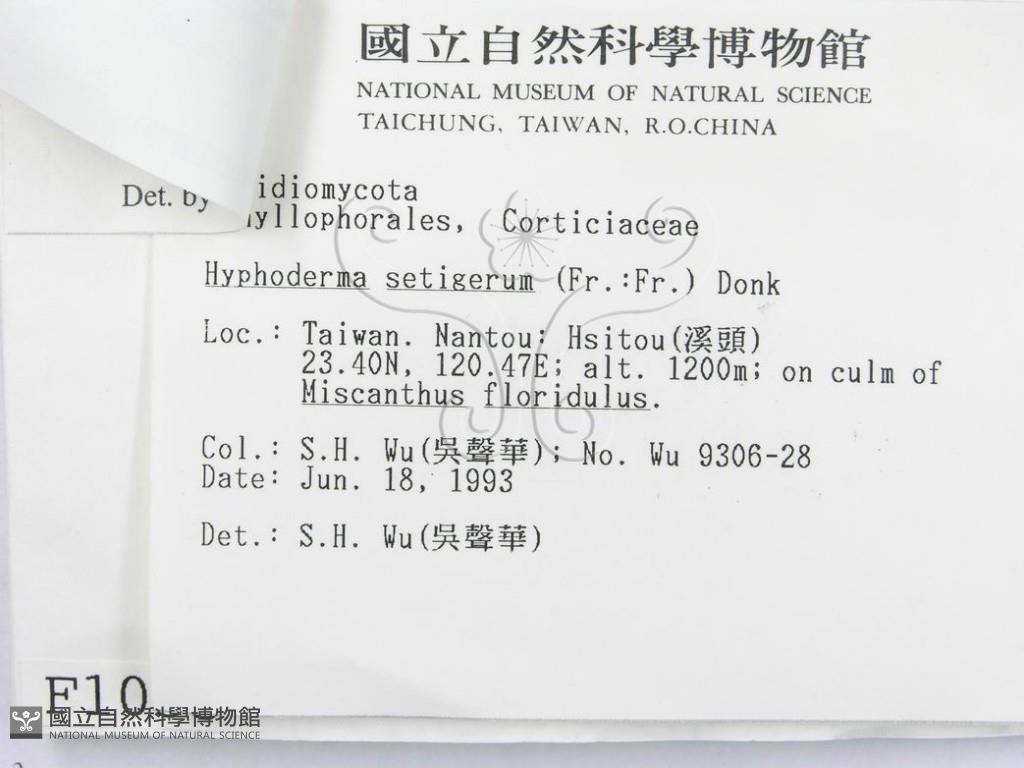 國立自然科學博物館
NATIONAL MUSEUM OF NATURAL SCIENCE
TAICHUNG, TAIWAN, R.O.CHINA
Det. by
idiomycota
yllophorales, Corticiaceae
Hyphoderma setigerum (Fr.:Fr.) Donk
Loc.: Taiwan. Nantou: Hsitou(溪頭)
23.40N, 120.47E; alt. 1200m; on culm of
Miscanthus floridulus.
Col.: S.H. Wu(吳聲華); No. Wu 9306-28
Date: Jun. 18, 1993
Det.: S.H. Wu(吳聲華)
F10
國立自然科學博物館
NATIONAL MUSEUM OF NATURAL SCIENCE